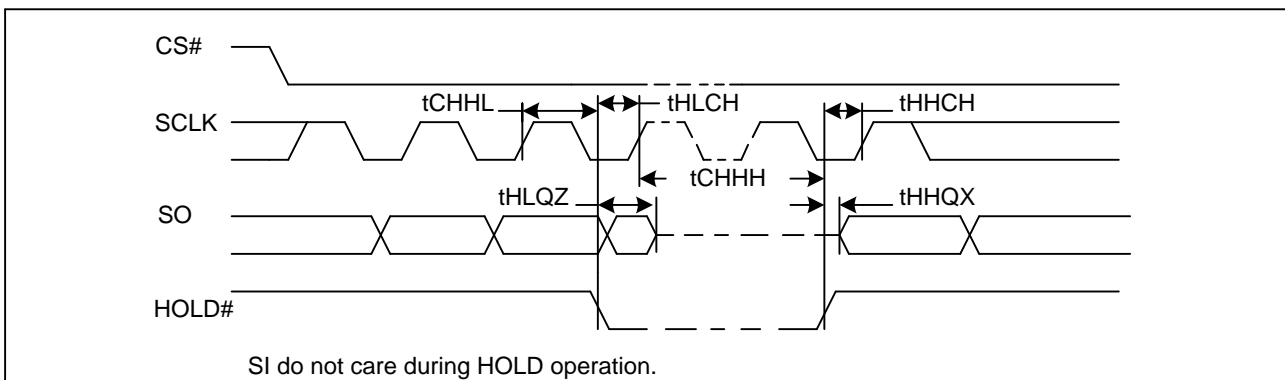 CS#
tCHHL
tHLCH
tHHCH
SCLK
tCHHH
tHLQZ
tHHQX
SO
HOLD#
SI do not care during HOLD operation.